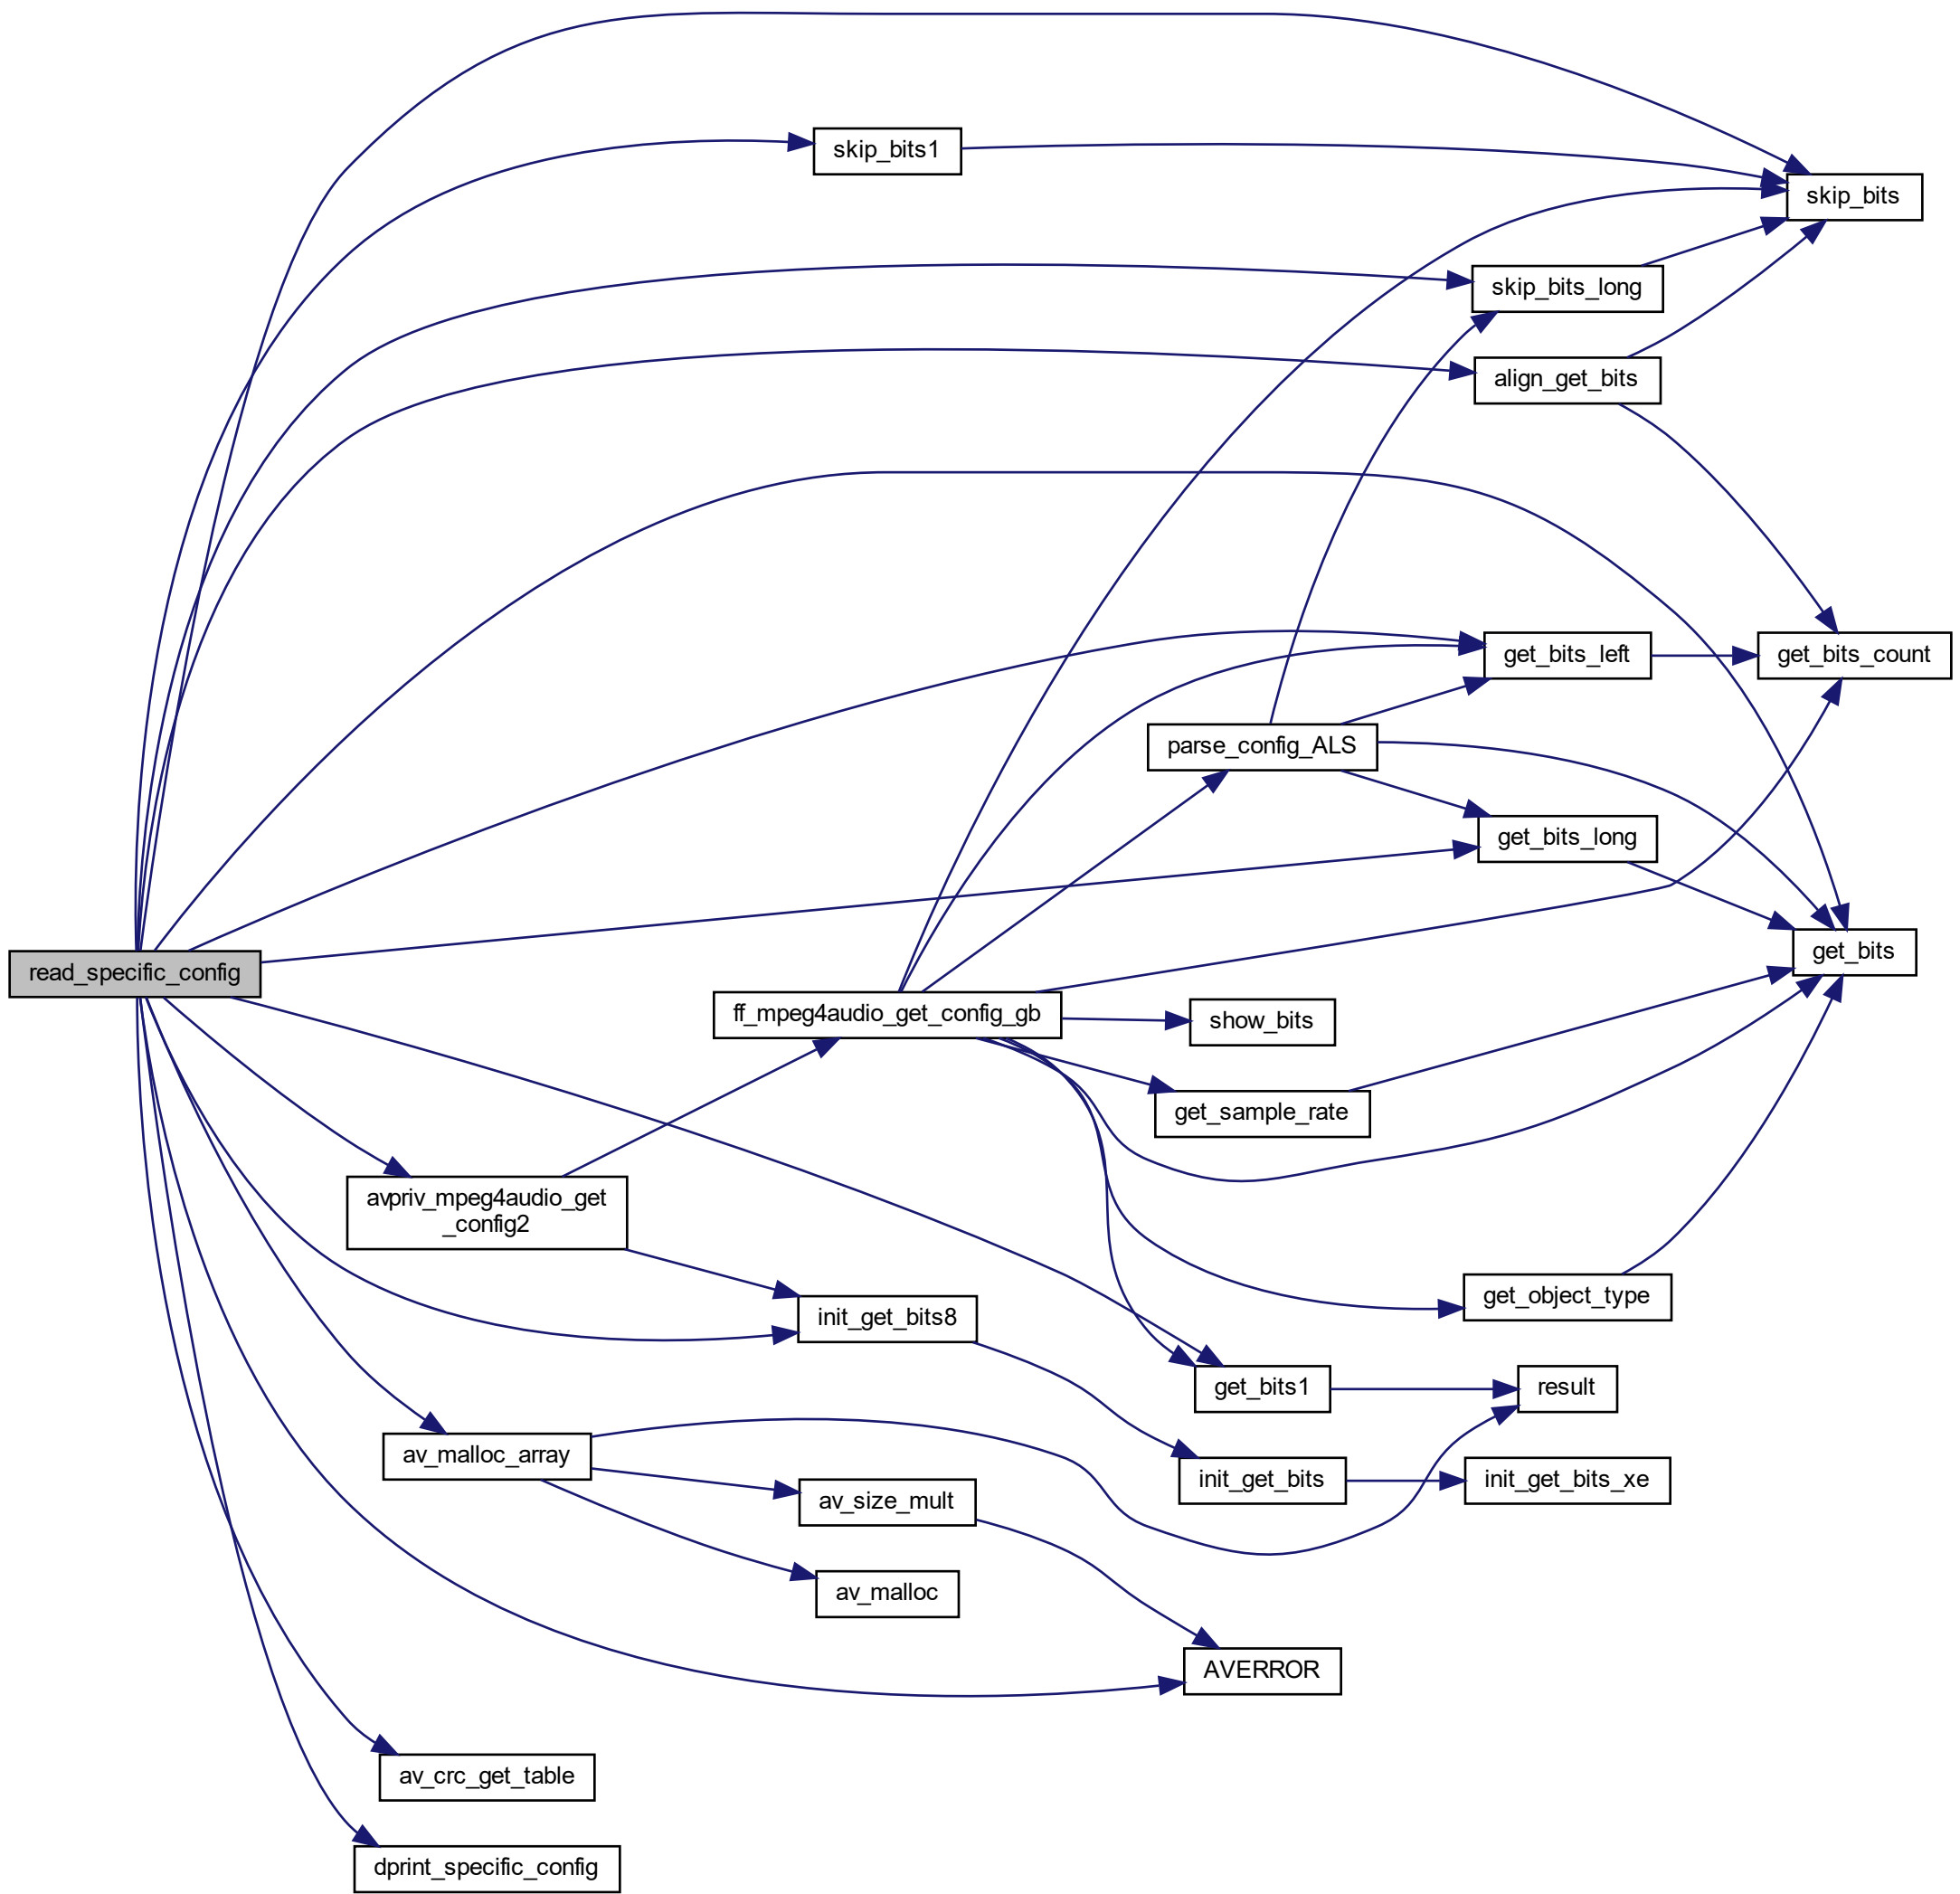 skip_bits1
skip_bits
skip_bits_long
align_get_bits
get_bits_left
get_bits_count
parse_config_ALS
get_bits_long
get_bits
read_specific_config
ff_mpeg4audio_get_config_gb
show_bits
get_sample_rate
avpriv_mpeg4audio_get
_config2
get_object_type
init_get_bits8
get_bits1
result
av_malloc_array
init_get_bits
init_get_bits_xe
av_size_mult
av_malloc
AVERROR
av_crc_get_table
dprint_specific_config